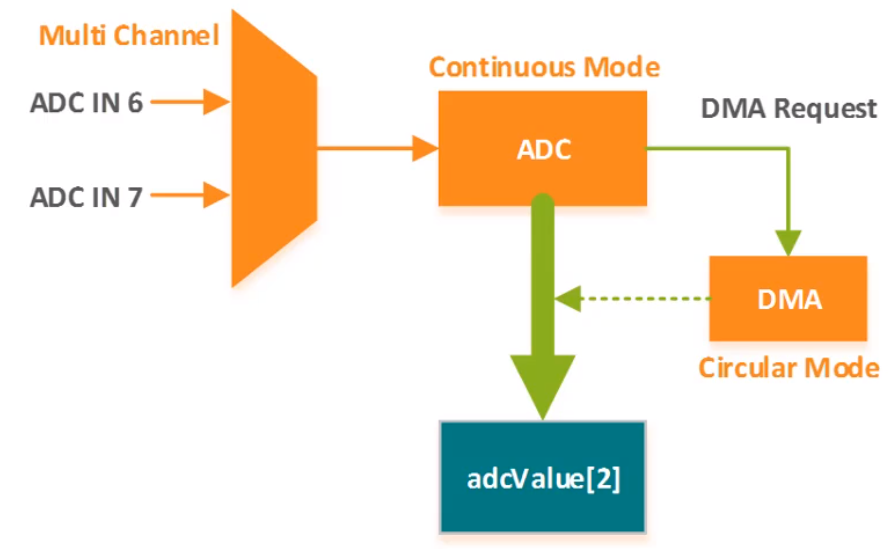 Multi Channel
ADC IN 6
ADC IN 7
Continuous Mode
ADC
DMA Request
DMA
Circular Mode
adcValue[2]